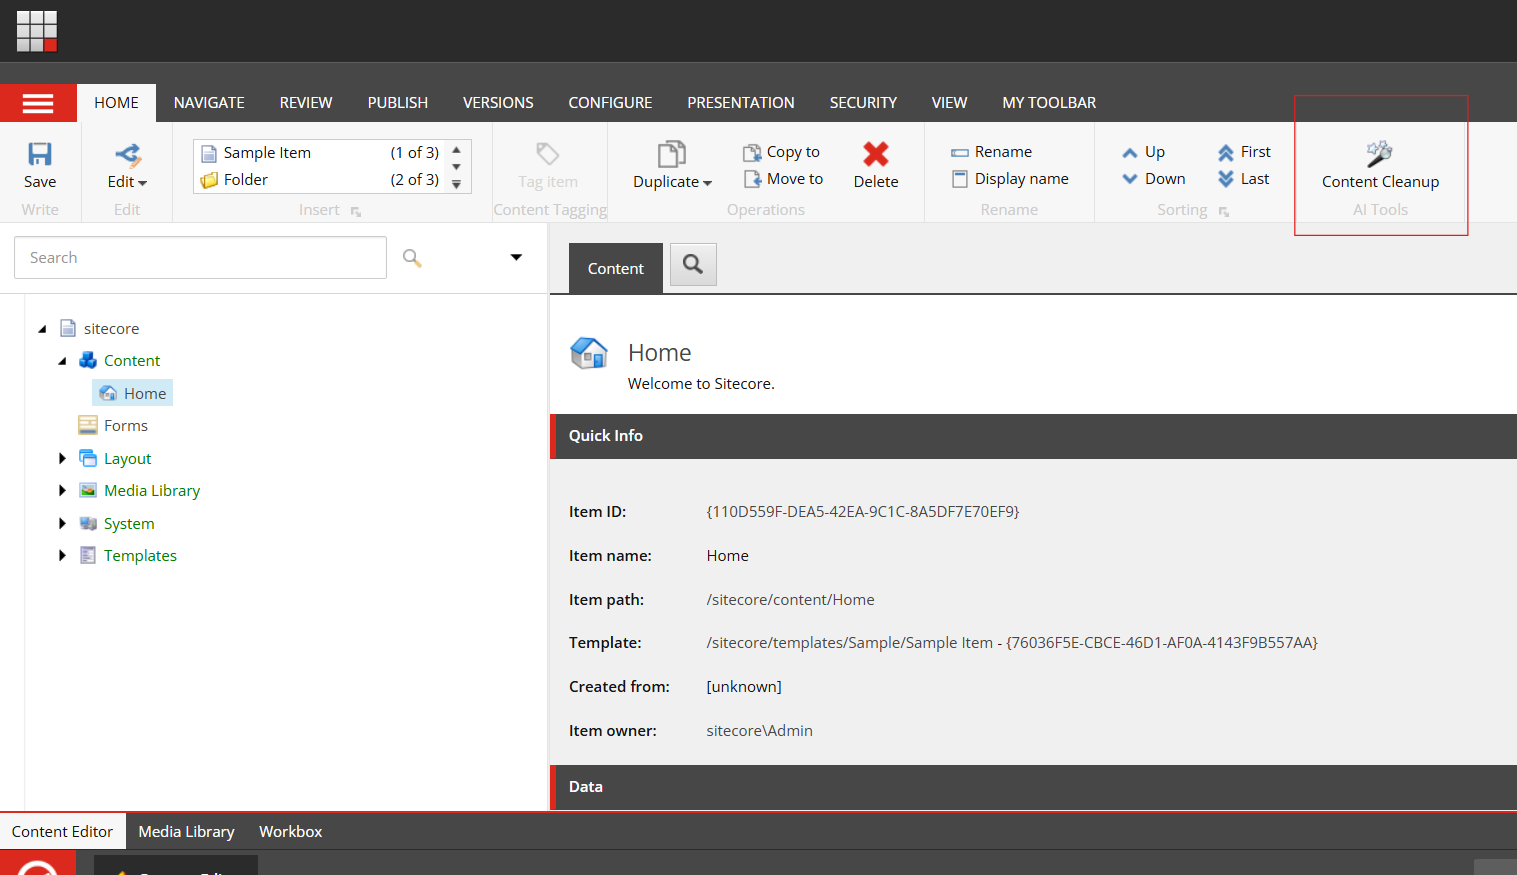 HOME NAVIGATE REVIEW PUBLISH VERSIONS CONFIGURE PRESENTATION SECURITY VIEW MY TOOLBAR
Sample Item (1 of 3) Copy to Rename Up First
Save Edit Folder (2 of 3) Tag item Duplicate Move to Delete Display name Down Last Content Cleanup
Write Edit Insert Content Tagging Operations Rename Sorting AI Tools
Search
Content
sitecore
Content
Home
Forms
Layout
Media Library
System
Templates
Home
Welcome to Sitecore.
Quick Info
Item ID: {110D559F-DEA5-42EA-9C1C-8A5DF7E70EF9}
Item name: Home
Item path: /sitecore/content/Home
Template: /sitecore/templates/Sample/Sample Item - {76036F5E-CBCE-46D1-AF0A-4143F9B557AA}
Created from: [unknown]
Item owner: sitecore\Admin
Data
Content Editor Media Library Workbox